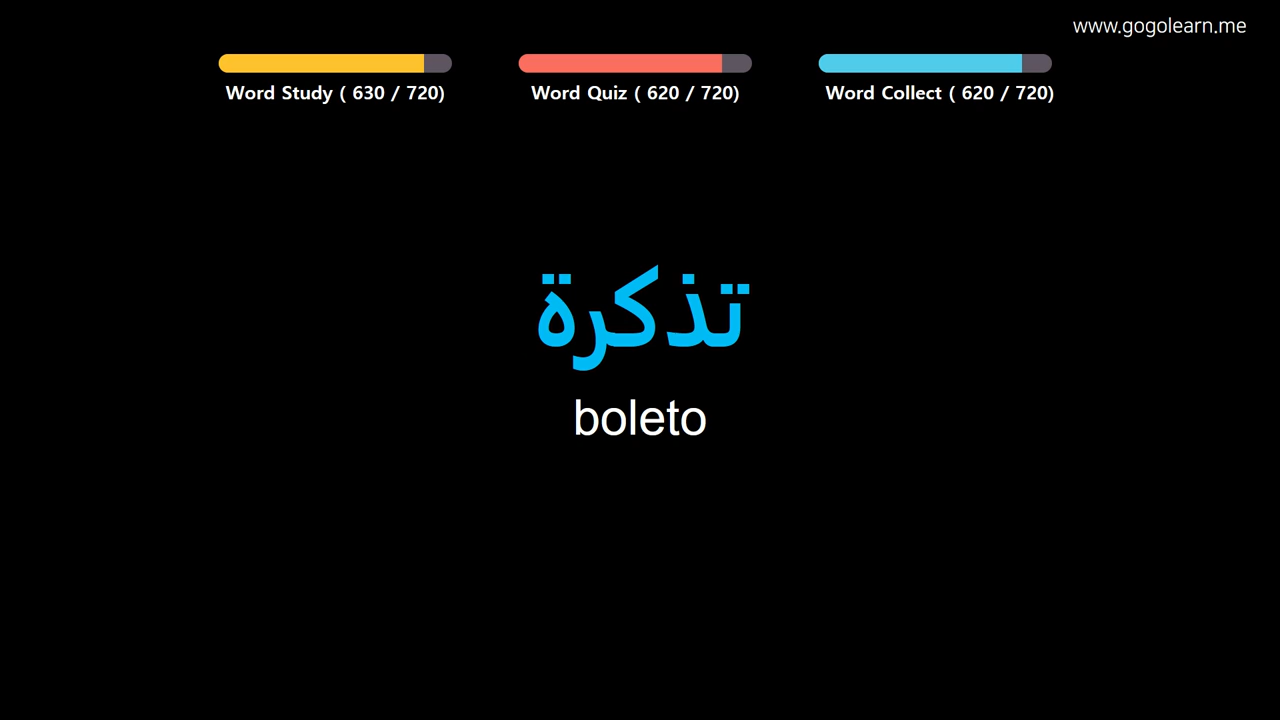 www.gogolearn.me
Word Study ( 630 / 720)
Word Quiz ( 620 / 720)
Word Collect ( 620 / 720)
تذكرة
boleto